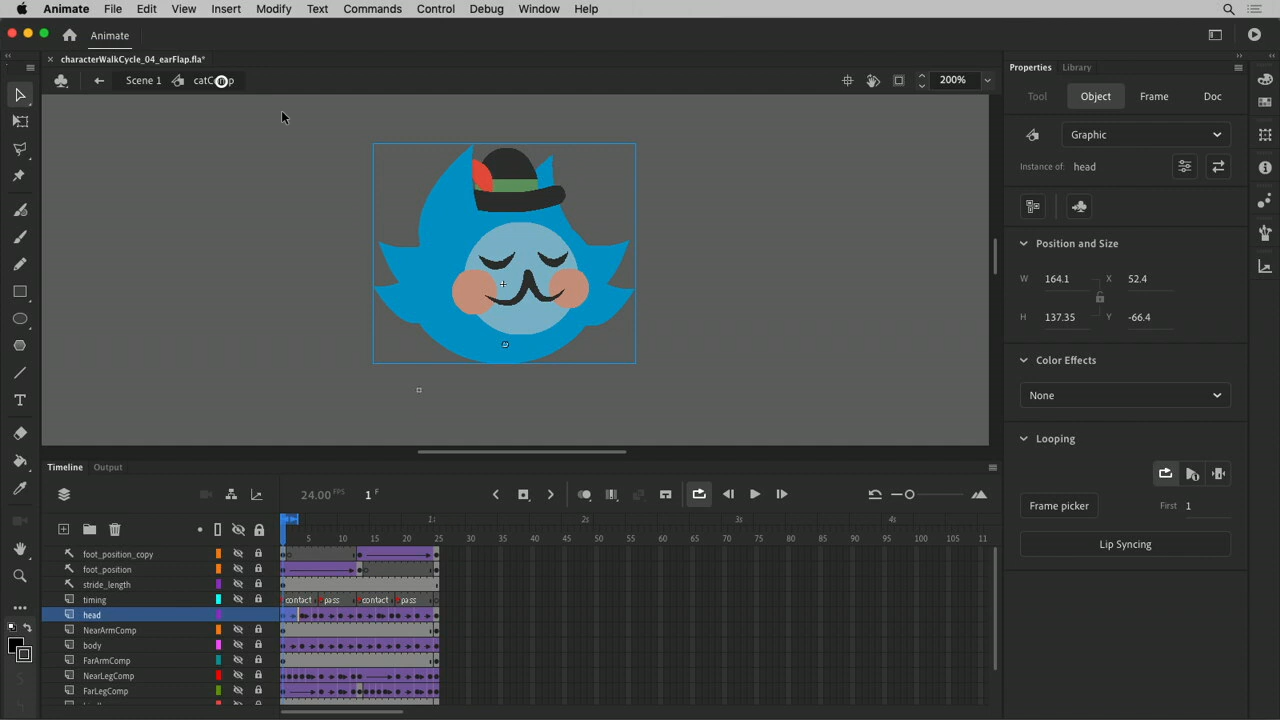 Animate File Edit View Insert Modify Text Commands Control Debug Window Help
Animate
characterWalkCycle_04_earFlap.fla*
Scene 1 200%
Properties Library
Tool Object Frame Doc
Graphic
Instance of: head
Position and Size
W 164.1 X 52.4
H 137.35 Y -66.4
Color Effects
None
Looping
Frame picker First 1
Lip Syncing
Timeline Output
24.00 FPS 1 F
1s 2s 3s 4s
5 10 15 20 25 30 35 40 45 50 55 60 65 70 75 80 85 90 95 100 105 11
foot_position_copy
foot_position
stride_length
timing contact pass contact pass
head
NearArmComp
body
FarArmComp
NearLegComp
FarLegComp